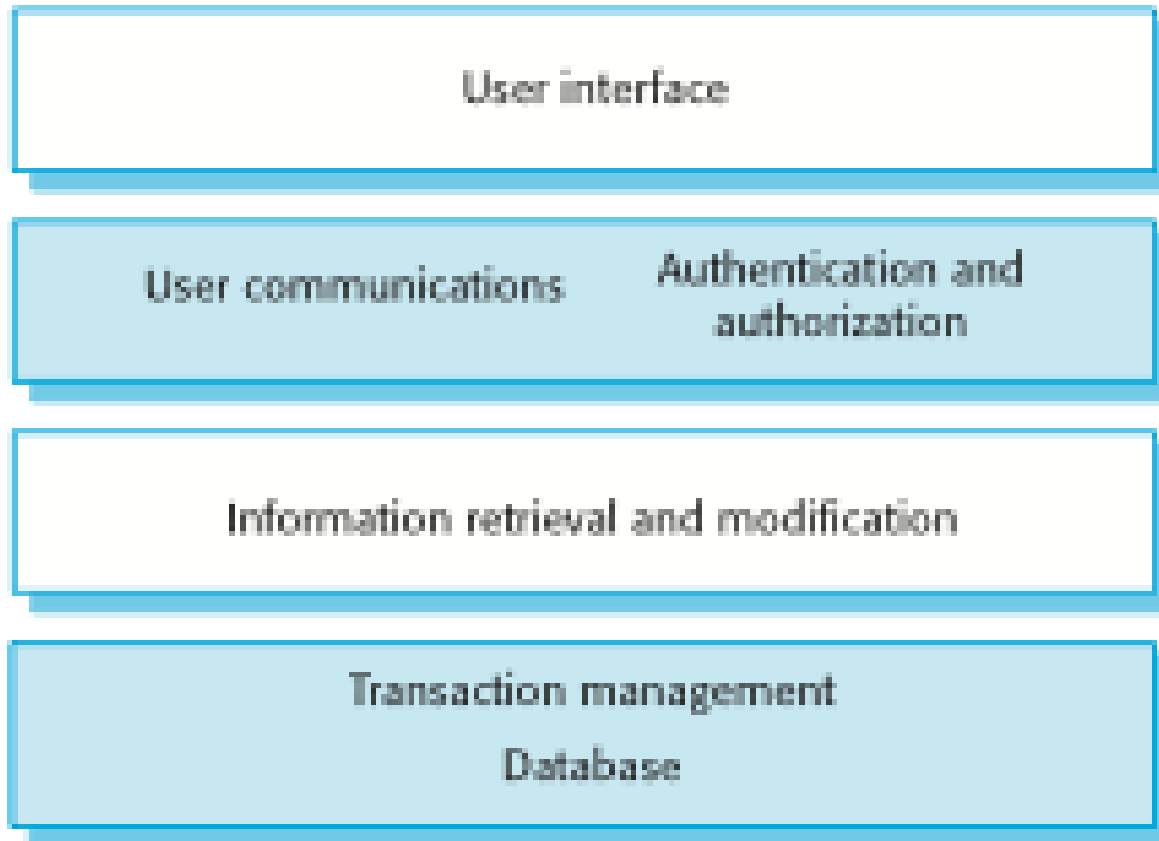 User interface
User communications
Authentication and
authorization
Information retrieval and modification
Transaction management
Database